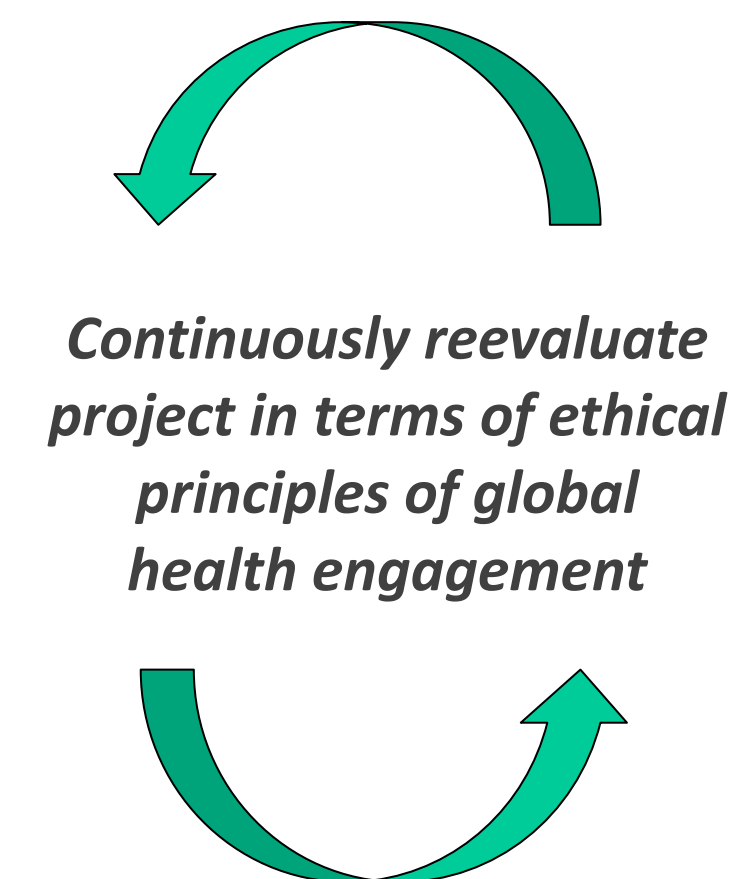 Continuously reevaluate
project in terms of ethical
principles of global
health engagement